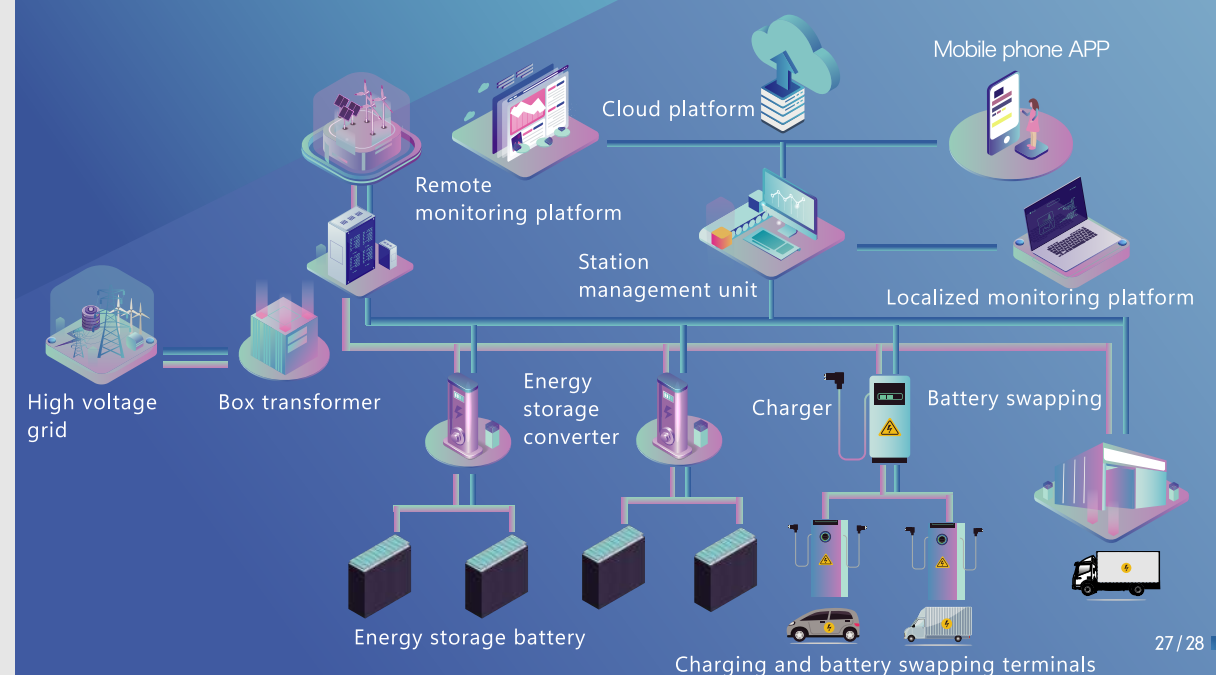 Mobile phone APP
Cloud platform
Remote
monitoring platform
Station
management unit
Localized monitoring platform
High voltage
grid
Box transformer
Energy
storage
converter
Charger
Battery swapping
Energy storage battery
Charging and battery swapping terminals
27/28